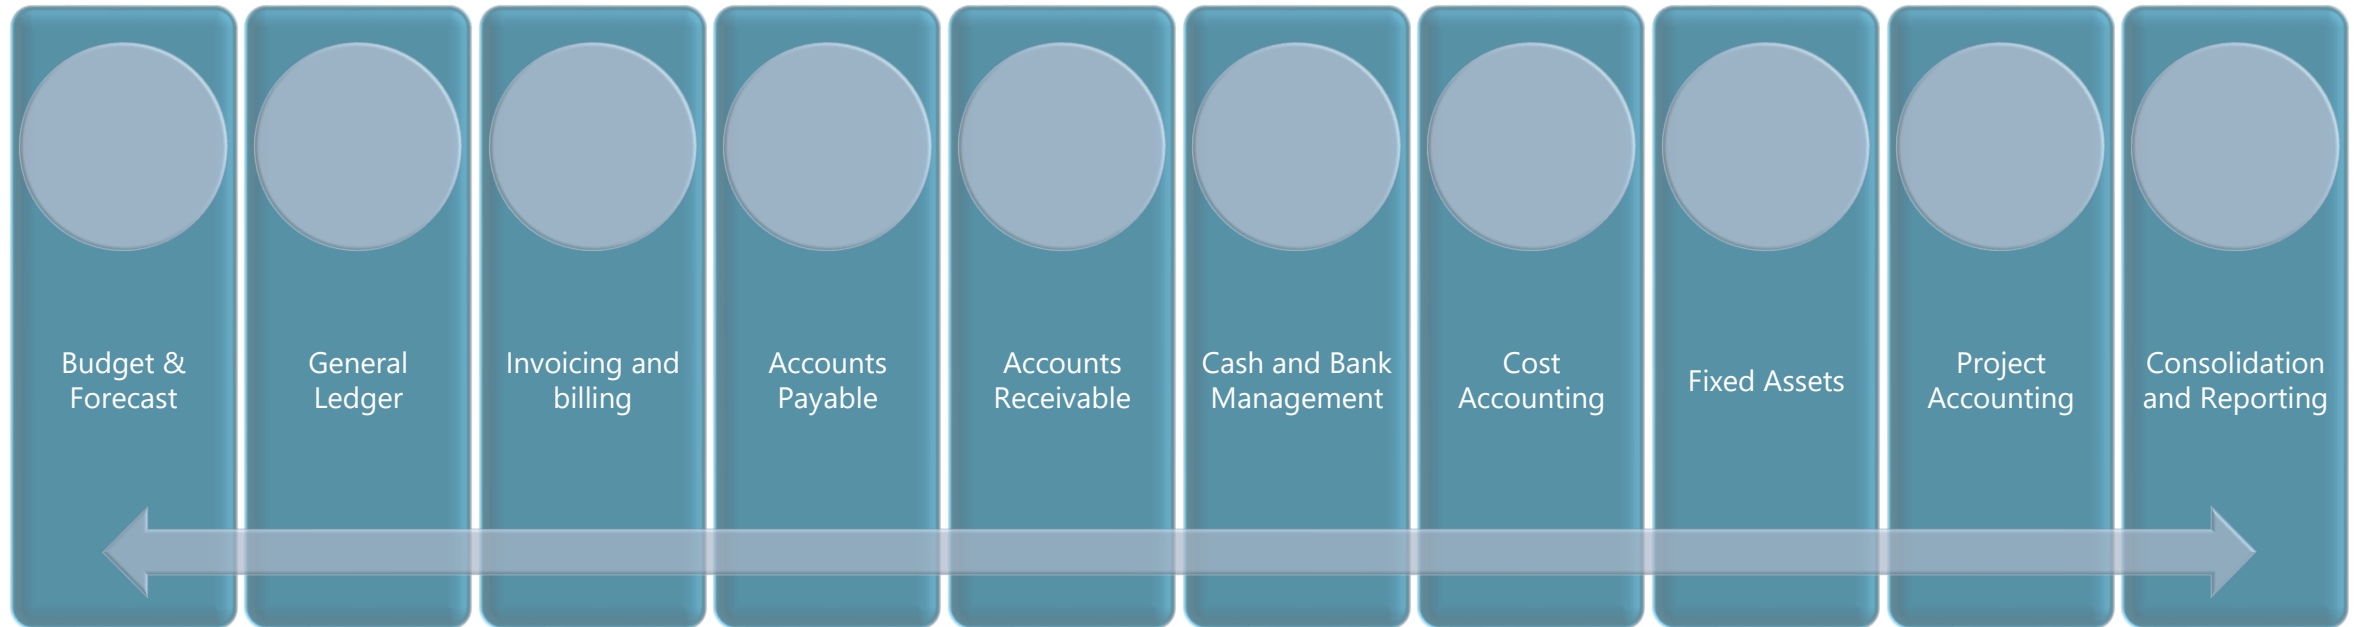 Budget &
Forecast
General
Ledger
Invoicing and
billing
Accounts
Payable
Accounts
Receivable
Cash and Bank
Management
Cost
Accounting
Fixed Assets
Project
Accounting
Consolidation
and Reporting